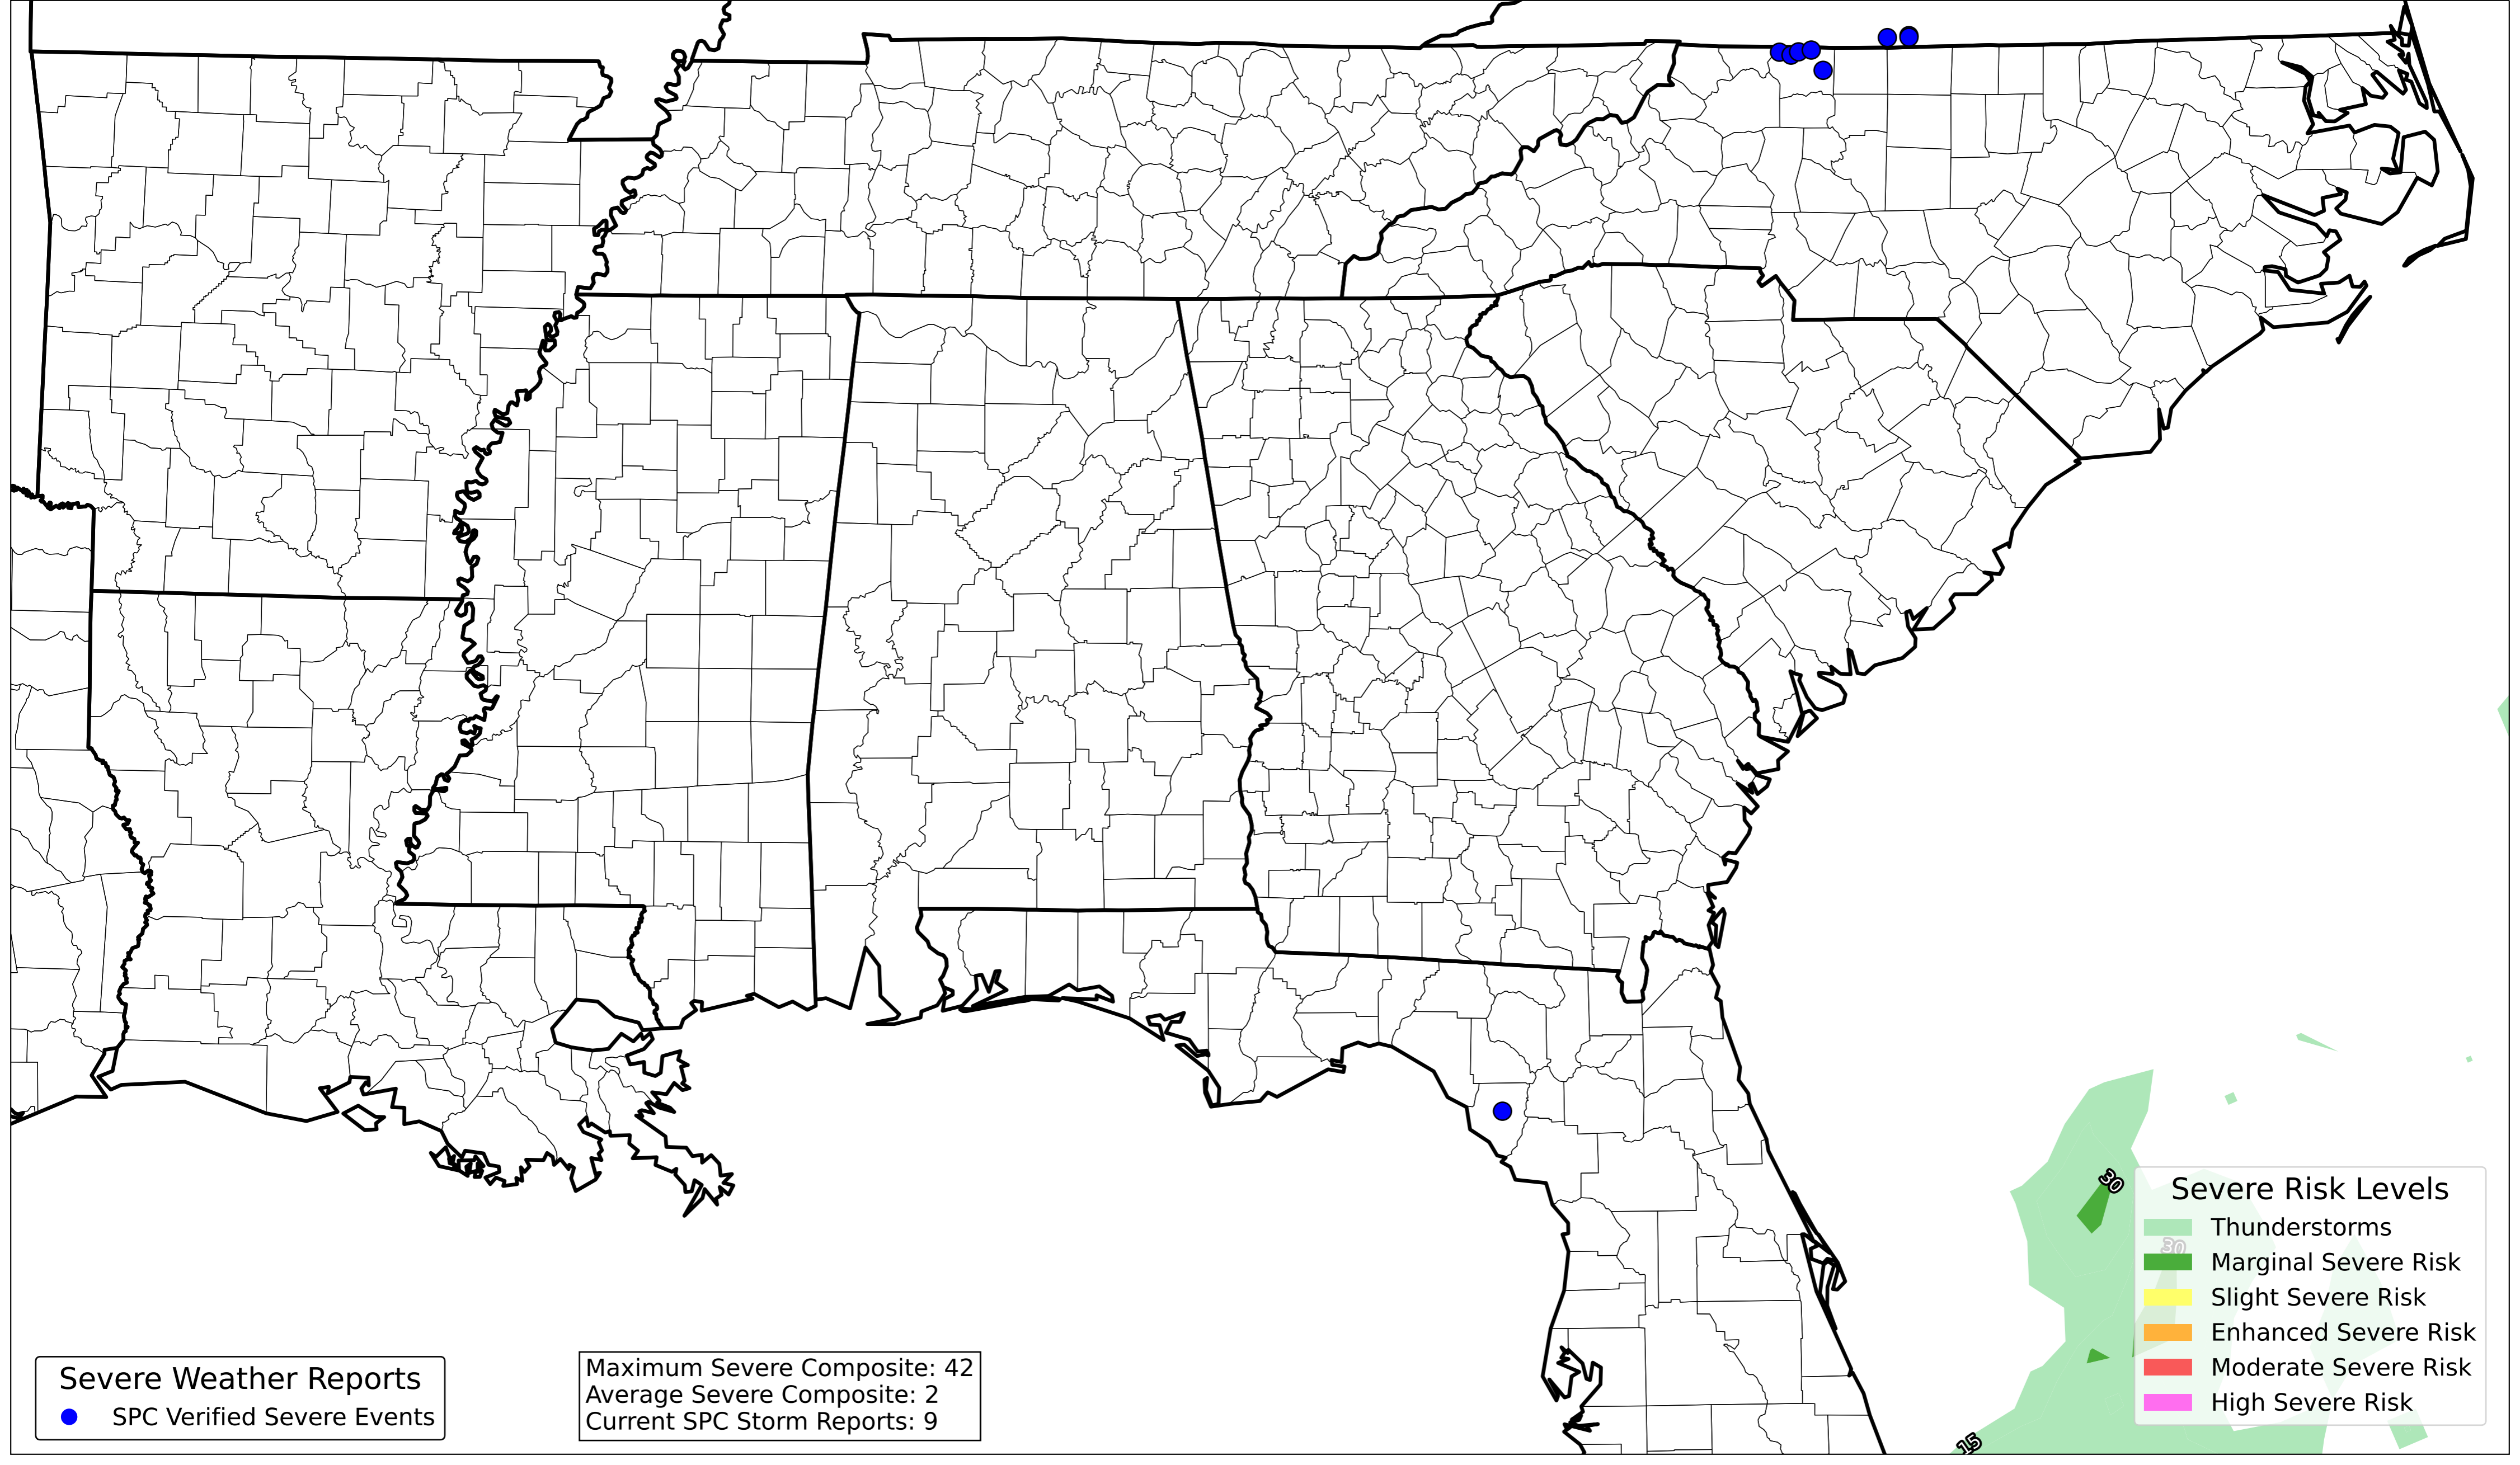 30
30
15
Severe Risk Levels
Thunderstorms
Marginal Severe Risk
Slight Severe Risk
Enhanced Severe Risk
Moderate Severe Risk
High Severe Risk
Severe Weather Reports
SPC Verified Severe Events
Maximum Severe Composite: 42
Average Severe Composite: 2
Current SPC Storm Reports: 9